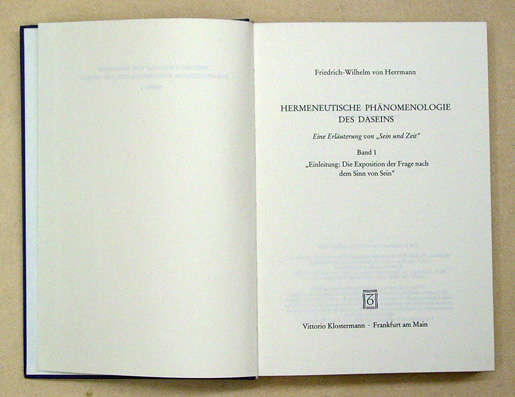 Friedrich-Wilhelm von Herrmann
HERMENEUTISCHE PHÄNOMENOLOGIE
DES DASEINS
Eine Erläuterung von „Sein und Zeit“
Band 1
„Einleitung: Die Exposition der Frage nach
dem Sinn von Sein“
Vittorio Klostermann · Frankfurt am Main